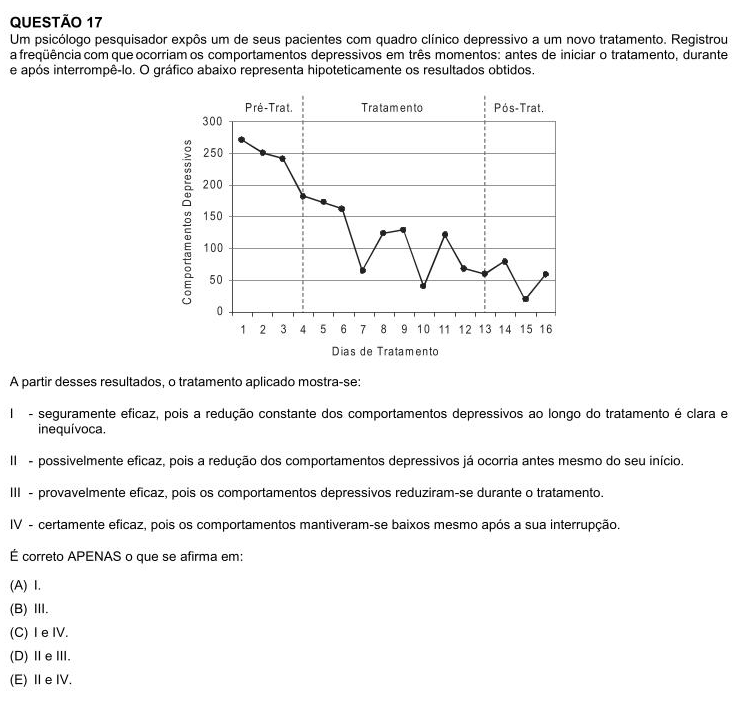 QUESTÃO 17
Um psicólogo pesquisador expôs um de seus pacientes com quadro clínico depressivo a um novo tratamento. Registrou
a freqüência com que ocorriam os comportamentos depressivos em três momentos: antes de iniciar o tratamento, durante
e após interrompê-lo. O gráfico abaixo representa hipoteticamente os resultados obtidos.
Pré-Trat. Tratamento Pós-Trat.
300
250
200
150
100
50
0
Comportamentos Depressivos
1 2 3 4 5 6 7 8 9 10 11 12 13 14 15 16
Dias de Tratamento
A partir desses resultados, o tratamento aplicado mostra-se:
I - seguramente eficaz, pois a redução constante dos comportamentos depressivos ao longo do tratamento é clara e
inequívoca.
II - possivelmente eficaz, pois a redução dos comportamentos depressivos já ocorria antes mesmo do seu início.
III - provavelmente eficaz, pois os comportamentos depressivos reduziram-se durante o tratamento.
IV - certamente eficaz, pois os comportamentos mantiveram-se baixos mesmo após a sua interrupção.
É correto APENAS o que se afirma em:
(A) I.
(B) III.
(C) I e IV.
(D) II e III.
(E) II e IV.